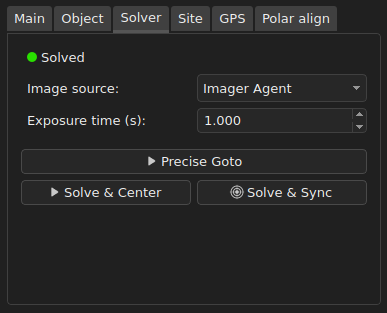 Main Object Solver Site GPS Polar align
Solved
Image source: Imager Agent
Exposure time (s): 1.000
Precise Goto
Solve & Center Solve & Sync